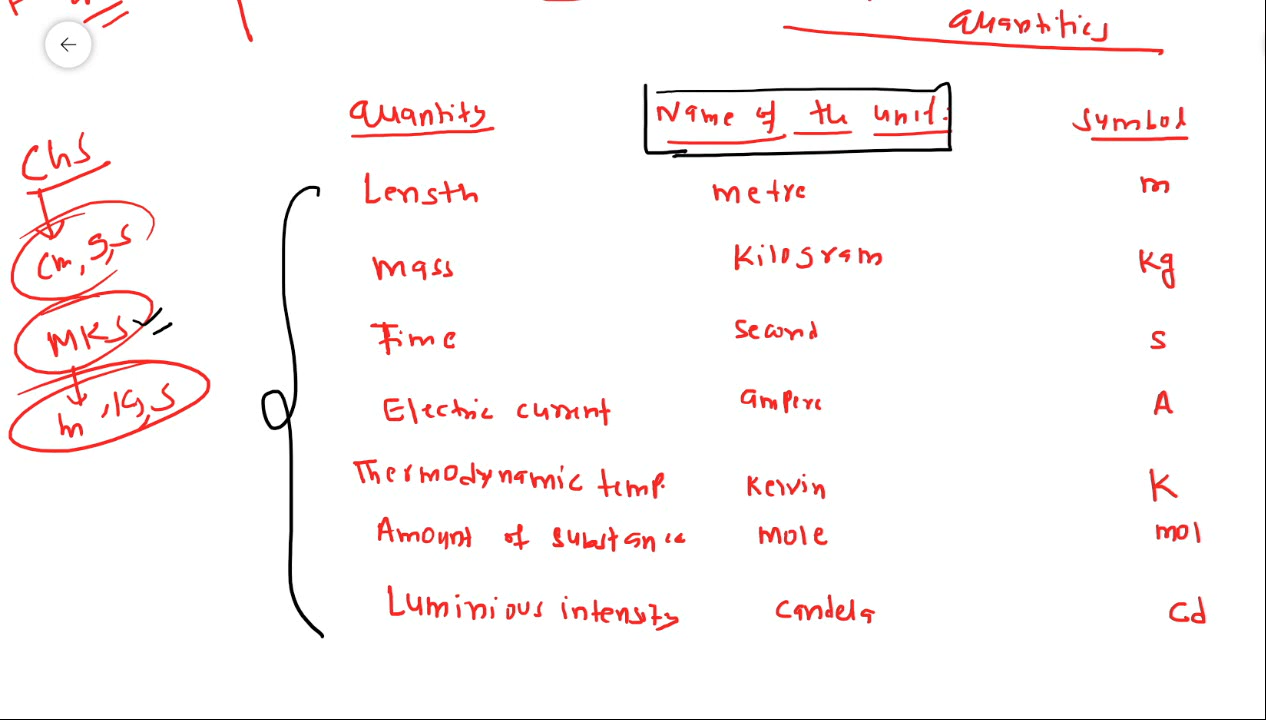 Quantities
Quantity Name of the unit: Symbol
CGS
Length metre m
cm, g, s
Mass Kilogram Kg
MKS
Time Second s
m, kg, s
Electric current ampere A
Thermodynamic temp. Kelvin K
Amount of substance Mole mol
Luminious intensity Candela Cd